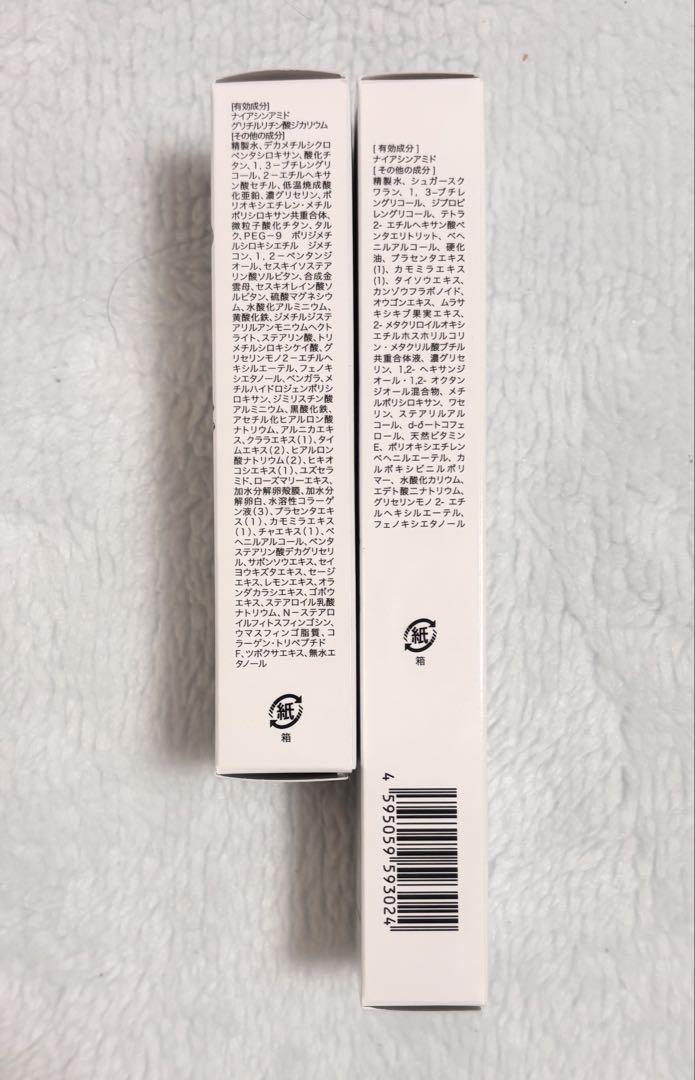 [有効成分]
ナイアシンアミド
グリチルリチン酸ジカリウム
[その他の成分]
精製水、デカメチルシクロ
ペンタシロキサン、酸化チ
タン、1，3－ブチレングリ
コール、2－エチルヘキサ
ン酸セチル、低温焼成酸
化亜鉛、濃グリセリン、ポ
リオキシエチレン・メチル
ポリシロキサン共重合体、
微粒子酸化チタン、タル
ク、PEG－9　ポリジメチ
ルシロキシエチル　ジメチ
コン、1，2－ペンタンジ
オール、セスキイソステア
リン酸ソルビタン、合成金
雲母、セスキオレイン酸ソ
ルビタン、硫酸マグネシウ
ム、水酸化アルミニウム、
黄酸化鉄、ジメチルジステ
アリルアンモニウムヘクト
ライト、ステアリン酸、トリ
メチルシロキシケイ酸、グ
リセリンモノ2－エチルヘ
キシルエーテル、フェノキ
シエタノール、ベンガラ、メ
チルハイドロジェンポリシ
ロキサン、ジミリスチン酸
アルミニウム、黒酸化鉄、
アセチル化ヒアルロン酸
ナトリウム、アルニカエキ
ス、クララエキス(1)、タイ
ムエキス(2)、ヒアルロン
酸ナトリウム(2)、ヒキオ
コシエキス(1)、ユズセラ
ミド、ローズマリーエキス、
加水分解卵殻膜、加水分
解卵白、水溶性コラーゲ
ン液(3)、プラセンタエキ
ス(1)、カモミラエキス
(1)、チャエキス(1)、ベ
ヘニルアルコール、ペンタ
ステアリン酸デカグリセリ
ル、サボンソウエキス、セイ
ヨウキズタエキス、セージ
エキス、レモンエキス、オラ
ンダカラシエキス、ゴボウ
エキス、ステアロイル乳酸
ナトリウム、N－ステアロ
イルフィトスフィンゴシン、
ウマスフィンゴ脂質、コ
ラーゲン・トリペプチド
F、ツボクサエキス、無水エ
タノール
紙
箱
[ 有効成分 ]
ナイアシンアミド
[ その他の成分 ]
精製水、シュガースク
ワラン、1，3-ブチレ
ングリコール、ジプロピ
レングリコール、テトラ
2- エチルヘキサン酸ペ
ンタエリトリット、ベヘ
ニルアルコール、硬化
油、プラセンタエキス
(1)、カモミラエキス
(1)、タイソウエキス、
カンゾウフラボノイド、
オウゴンエキス、ムラサ
キシキブ果実エキス、
2- メタクリロイルオキシ
エチルホスホリルコリ
ン・メタクリル酸ブチル
共重合体液、濃グリセリ
ン、1,2- ヘキサンジ
オール・1,2- オクタン
ジオール混合物、メチ
ルポリシロキサン、ワセ
リン、ステアリルアル
コール、d-δ-トコフェ
ロール、天然ビタミン
E、ポリオキシエチレン
ベヘニルエーテル、カ
ルボキシビニルポリ
マー、水酸化カリウム、
エデト酸二ナトリウム、
グリセリンモノ2- エチ
ルヘキシルエーテル、
フェノキシエタノール
紙
箱
4 595059 593024